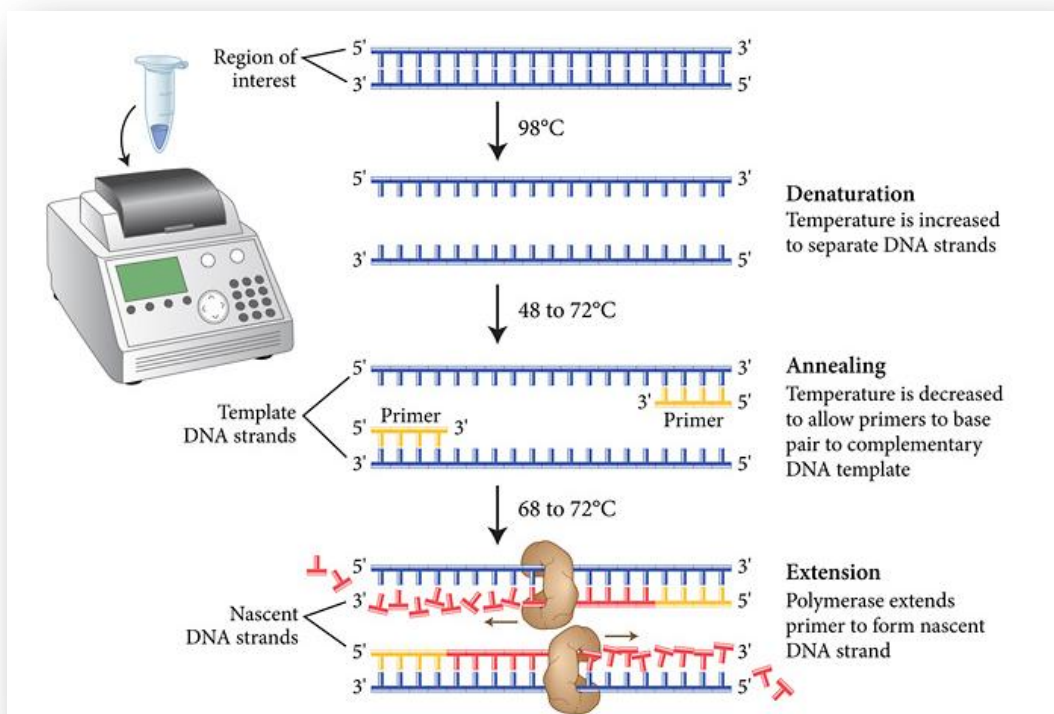 Region of
interest
5' 3'
3' 5'
98°C
5' 3'
3' 5'
Denaturation
Temperature is increased
to separate DNA strands
48 to 72°C
5' 3'
3' 5'
Primer
Template
DNA strands
Primer
5' 3'
3' 5'
Annealing
Temperature is decreased
to allow primers to base
pair to complementary
DNA template
68 to 72°C
5' 3'
3' 5'
Nascent
DNA strands
5' 3'
3' 5'
Extension
Polymerase extends
primer to form nascent
DNA strand